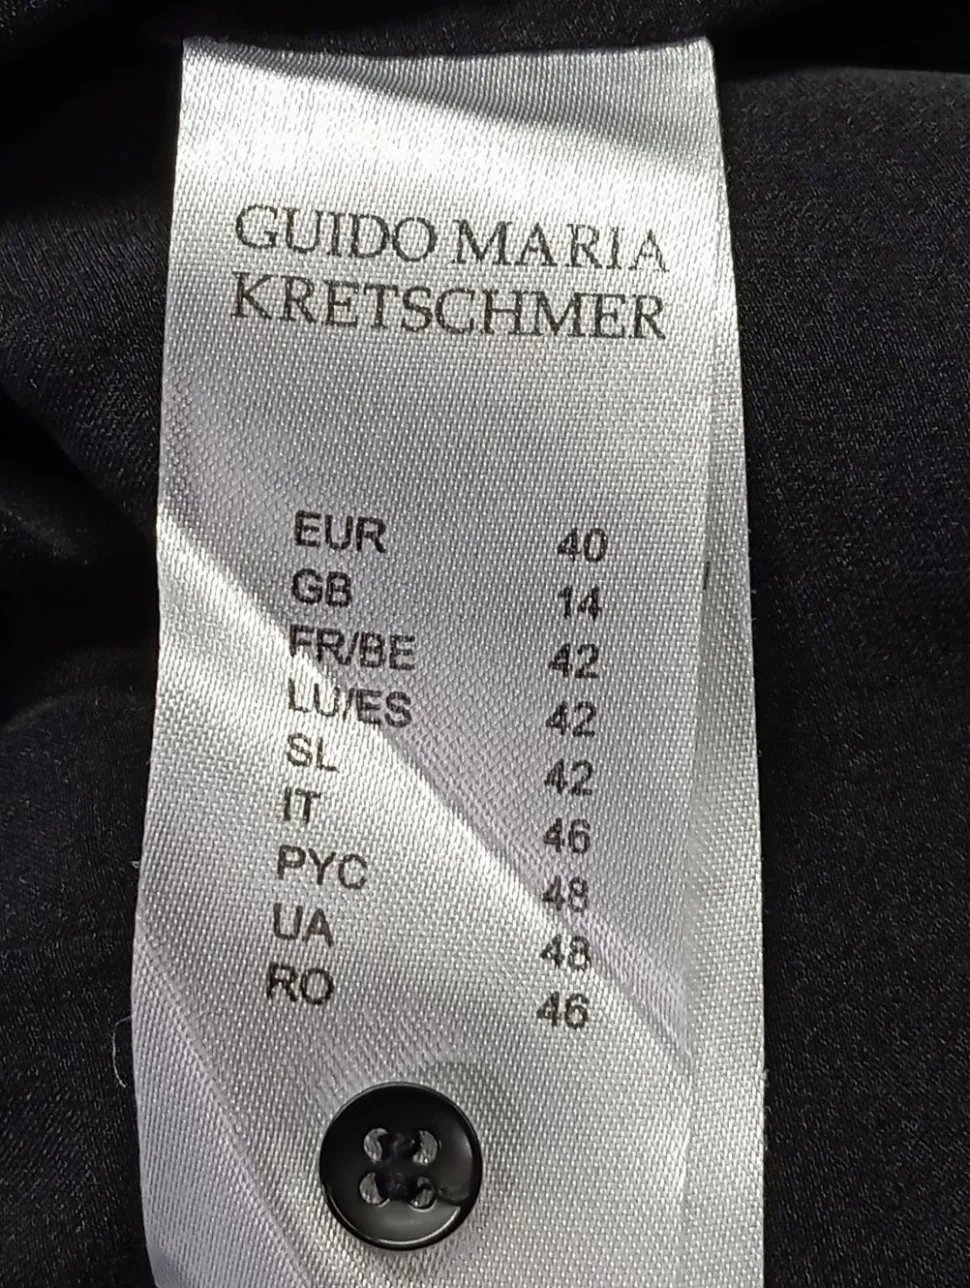 GUIDO MARIA
KRETSCHMER
EUR 40
GB 14
FR/BE 42
LU/ES 42
SL 42
IT 46
РУС 48
UA 48
RO 46